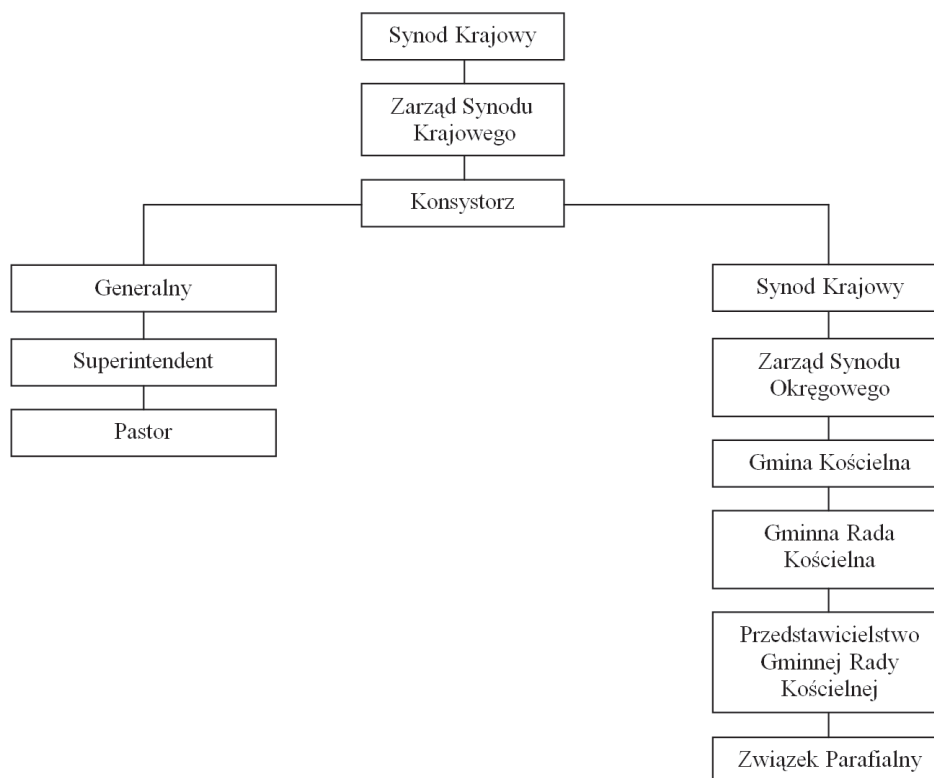 Synod Krajowy
Zarząd Synodu
Krajowego
Konsystorz
Generalny
Superintendent
Pastor
Synod Krajowy
Zarząd Synodu
Okręgowego
Gmina Kościelna
Gminna Rada
Kościelna
Przedstawicielstwo
Gminnej Rady
Kościelnej
Związek Parafialny